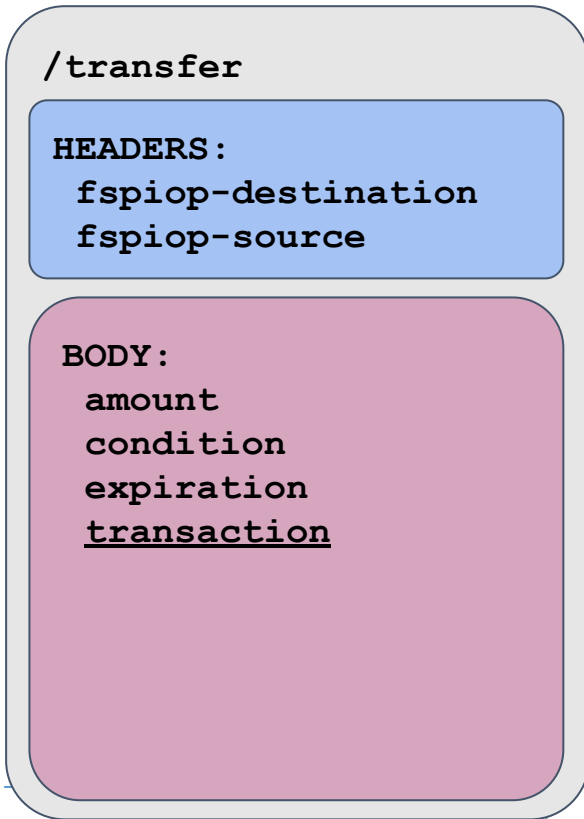 /transfer
HEADERS:
fspiop-destination
fspiop-source
BODY:
amount
condition
expiration
transaction